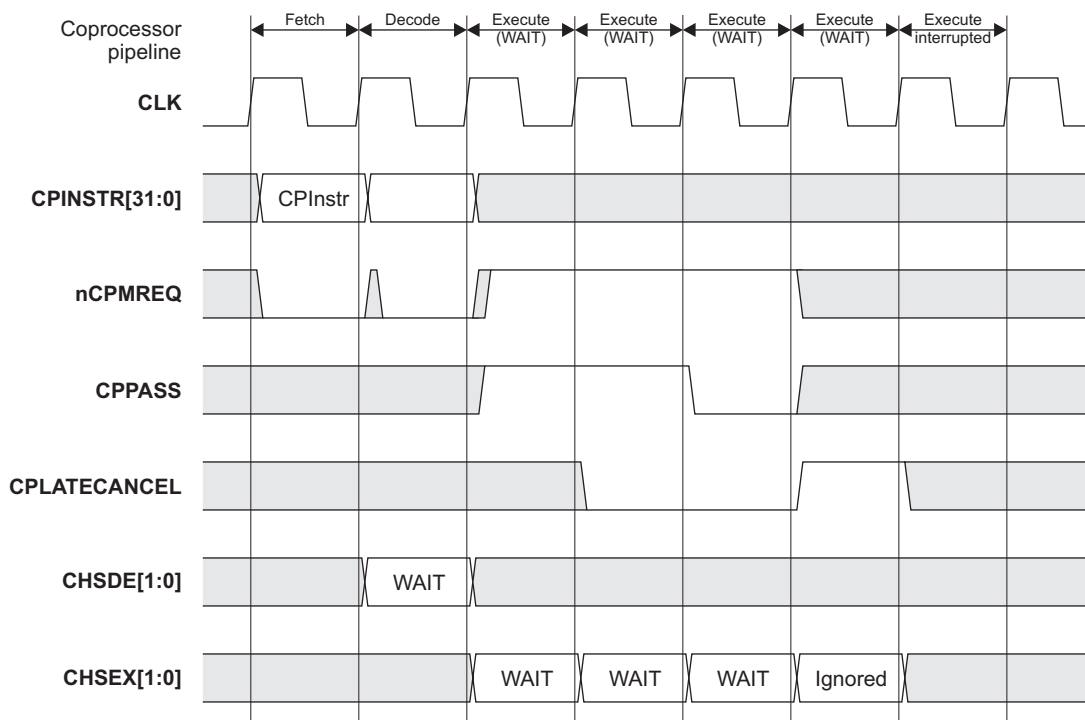 Coprocessor pipeline
Fetch
Decode
Execute (WAIT)
Execute (WAIT)
Execute (WAIT)
Execute (WAIT)
Execute interrupted
CLK
CPINSTR[31:0]
CPInstr
nCPMREQ
CPPASS
CPLATECANCEL
CHSDE[1:0]
WAIT
CHSEX[1:0]
WAIT
WAIT
WAIT
Ignored